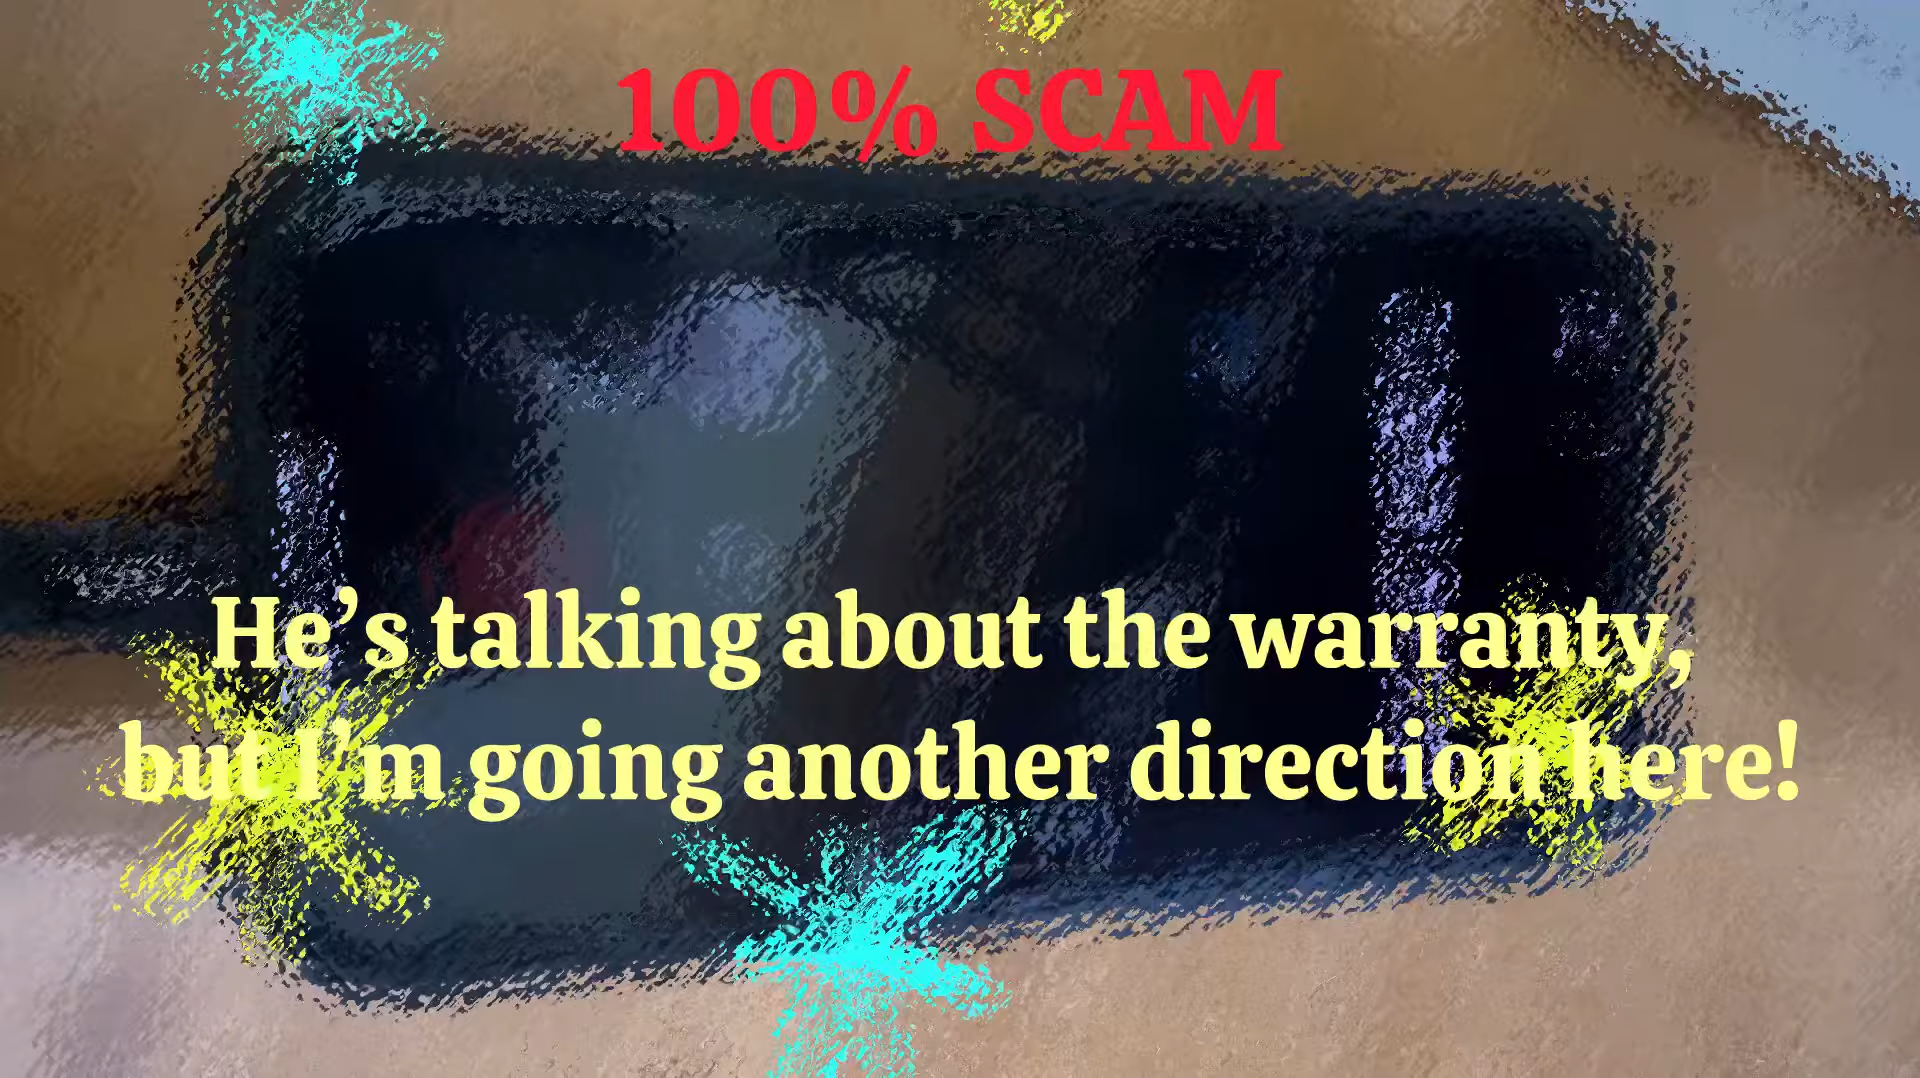 100% SCAM
He’s talking about the warranty,
but I’m going another direction here!